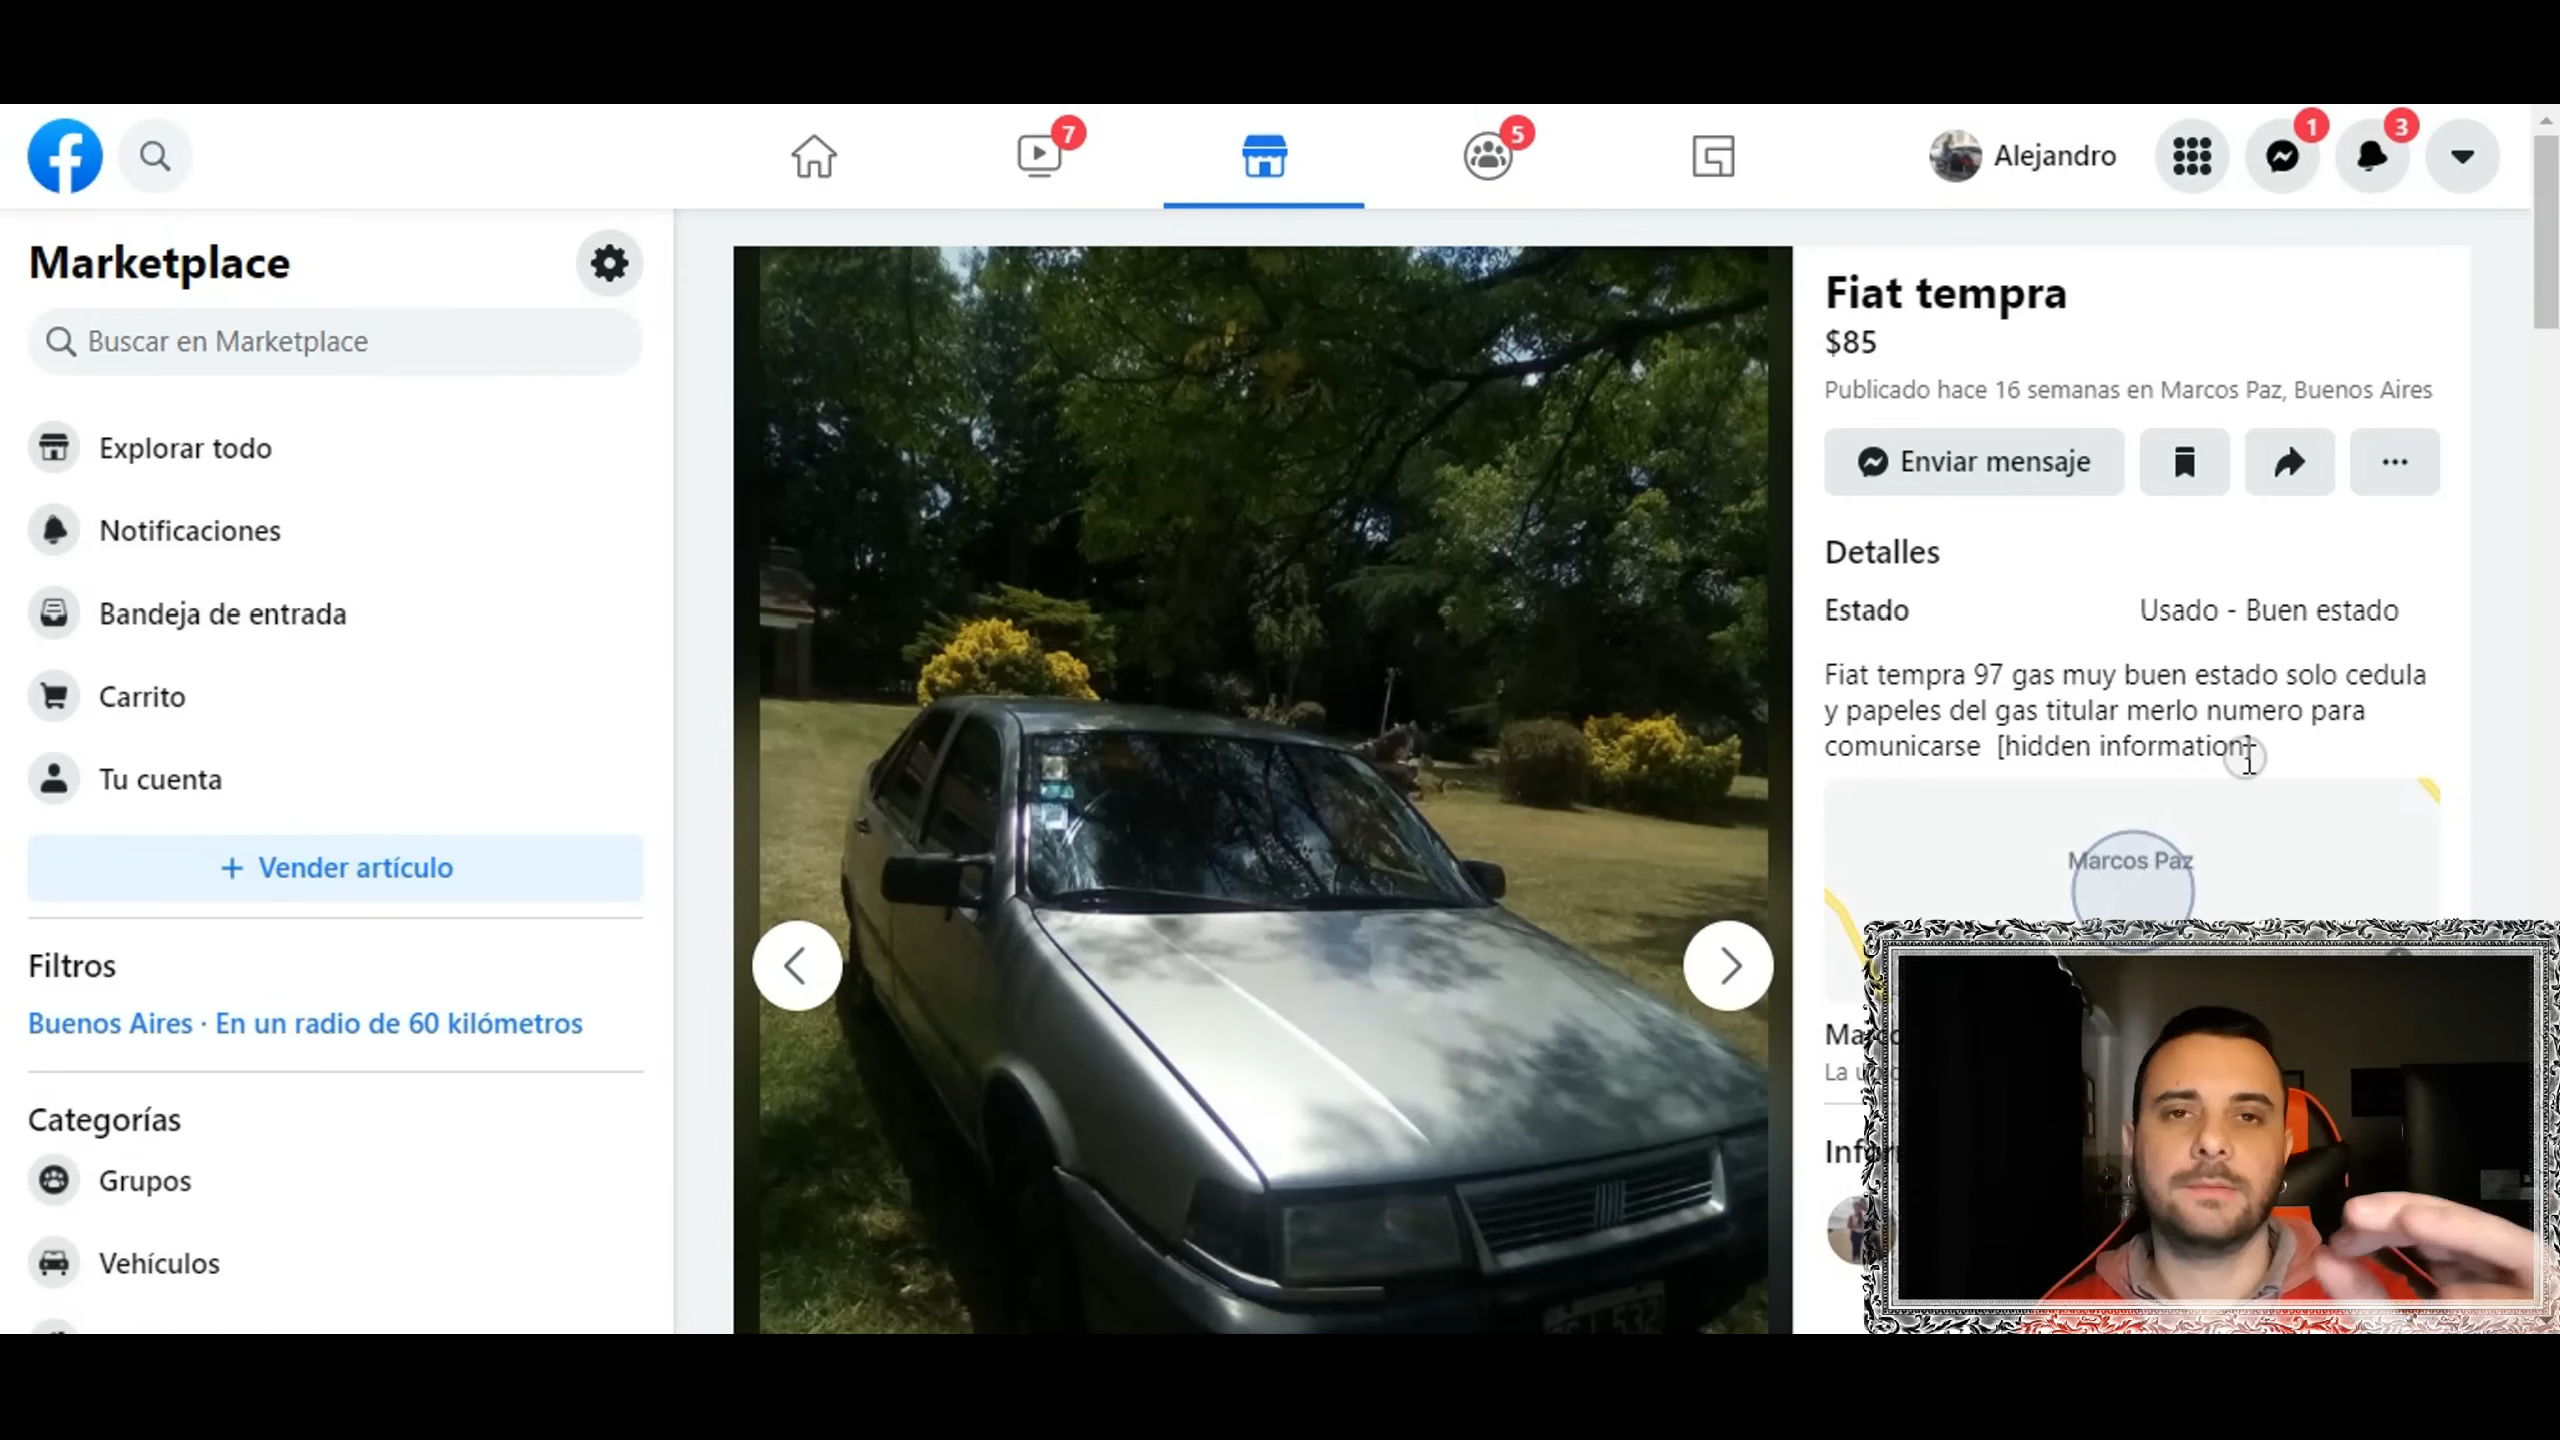 7
5
Alejandro
1
3
Marketplace
Buscar en Marketplace
Explorar todo
Notificaciones
Bandeja de entrada
Carrito
Tu cuenta
+ Vender artículo
Filtros
Buenos Aires · En un radio de 60 kilómetros
Categorías
Grupos
Vehículos
Fiat tempra
$85
Publicado hace 16 semanas en Marcos Paz, Buenos Aires
Enviar mensaje
Detalles
Estado
Usado - Buen estado
Fiat tempra 97 gas muy buen estado solo cedula
y papeles del gas titular merlo numero para
comunicarse [hidden information]
Marcos Paz